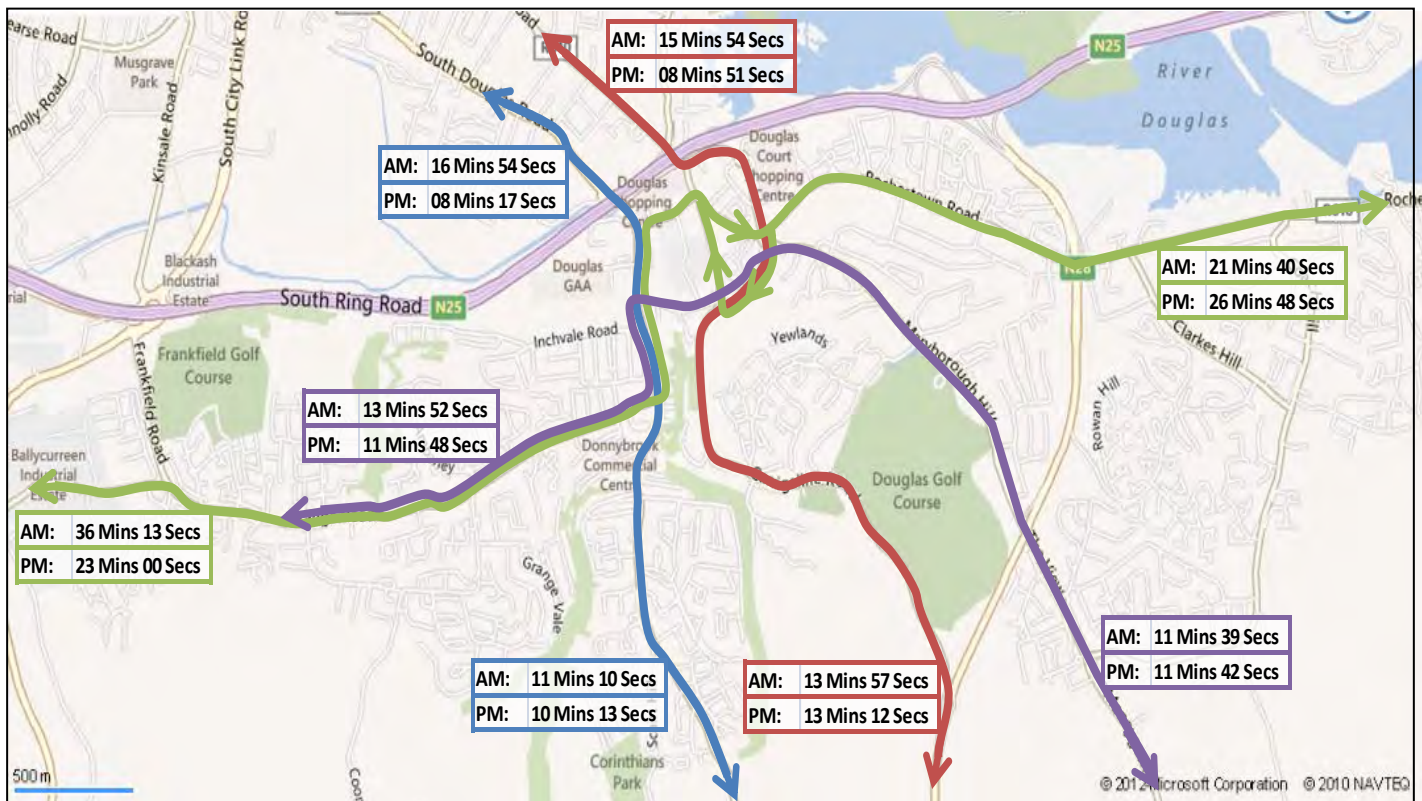 AM: 15 Mins 54 Secs
PM: 08 Mins 51 Secs
N25
River
Douglas
Musgrave
Park
South City Link Ro
Kinsale Road
AM: 16 Mins 54 Secs
PM: 08 Mins 17 Secs
Douglas
Court
Shopping
Centre
Douglas
Rochestown Road
AM: 21 Mins 40 Secs
PM: 26 Mins 48 Secs
Blackash
Industrial
Estate
Douglas
GAA
South Ring Road
N25
Inchvale Road
Yewlands
Maryborough Hill
Clarkes Hill
Rowan Hill
Frankfield Golf
Course
Frankfield Road
AM: 13 Mins 52 Secs
PM: 11 Mins 48 Secs
Ballycurreen
Industrial
Estate
Donnybrook
Commercial
Centre
Douglas Golf
Course
AM: 36 Mins 13 Secs
PM: 23 Mins 00 Secs
Grange
Vale
AM: 11 Mins 10 Secs
PM: 10 Mins 13 Secs
AM: 13 Mins 57 Secs
PM: 13 Mins 12 Secs
AM: 11 Mins 39 Secs
PM: 11 Mins 42 Secs
Corinthians
Park
500 m
© 2012 Microsoft Corporation © 2010 NAVTEQ